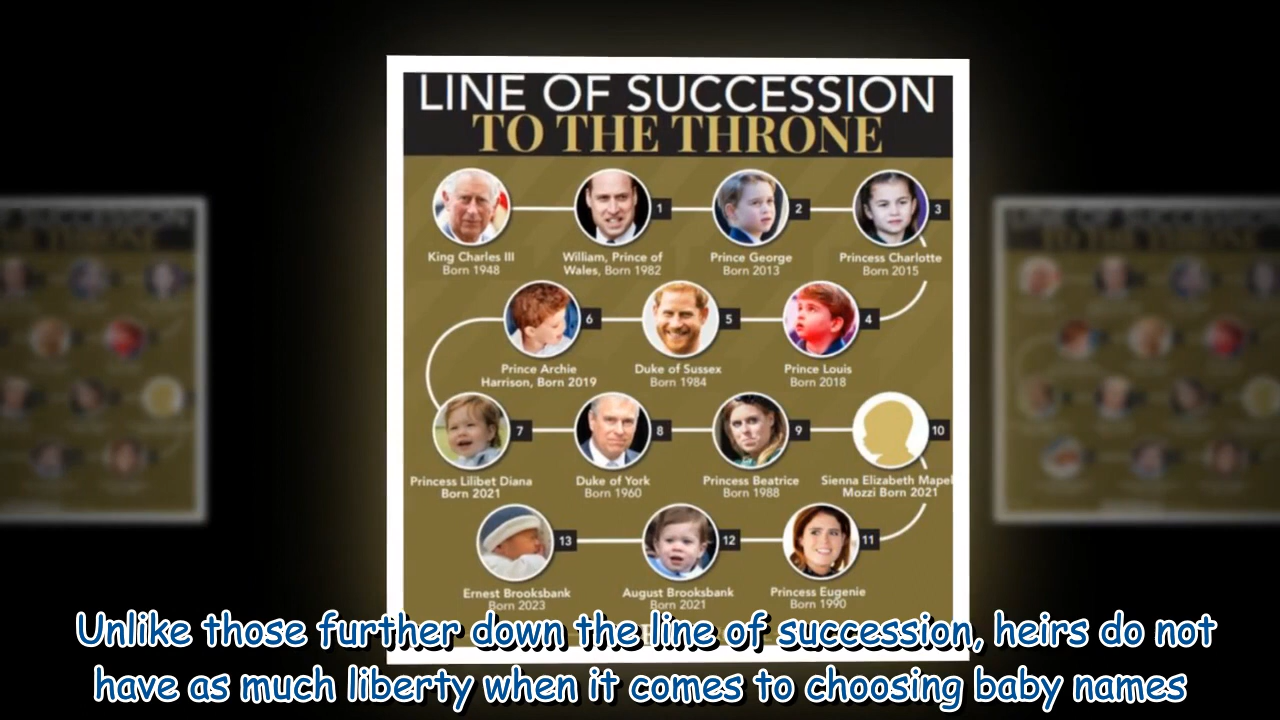 LINE OF SUCCESSION
TO THE THRONE
1
2
3
King Charles III
Born 1948
William, Prince of
Wales, Born 1982
Prince George
Born 2013
Princess Charlotte
Born 2015
6
5
4
Prince Archie
Harrison, Born 2019
Duke of Sussex
Born 1984
Prince Louis
Born 2018
7
8
9
10
Princess Lilibet Diana
Born 2021
Duke of York
Born 1960
Princess Beatrice
Born 1988
Sienna Elizabeth Mapel
Mozzi Born 2021
13
12
11
Ernest Brooksbank
Born 2023
August Brooksbank
Born 2021
Princess Eugenie
Born 1990
Unlike those further down the line of succession, heirs do not
have as much liberty when it comes to choosing baby names